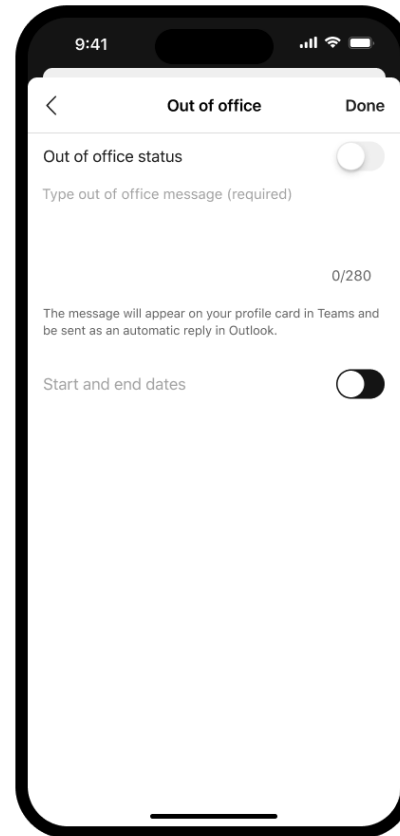 9:41
Out of office
Done
Out of office status
Type out of office message (required)
0/280
The message will appear on your profile card in Teams and
be sent as an automatic reply in Outlook.
Start and end dates